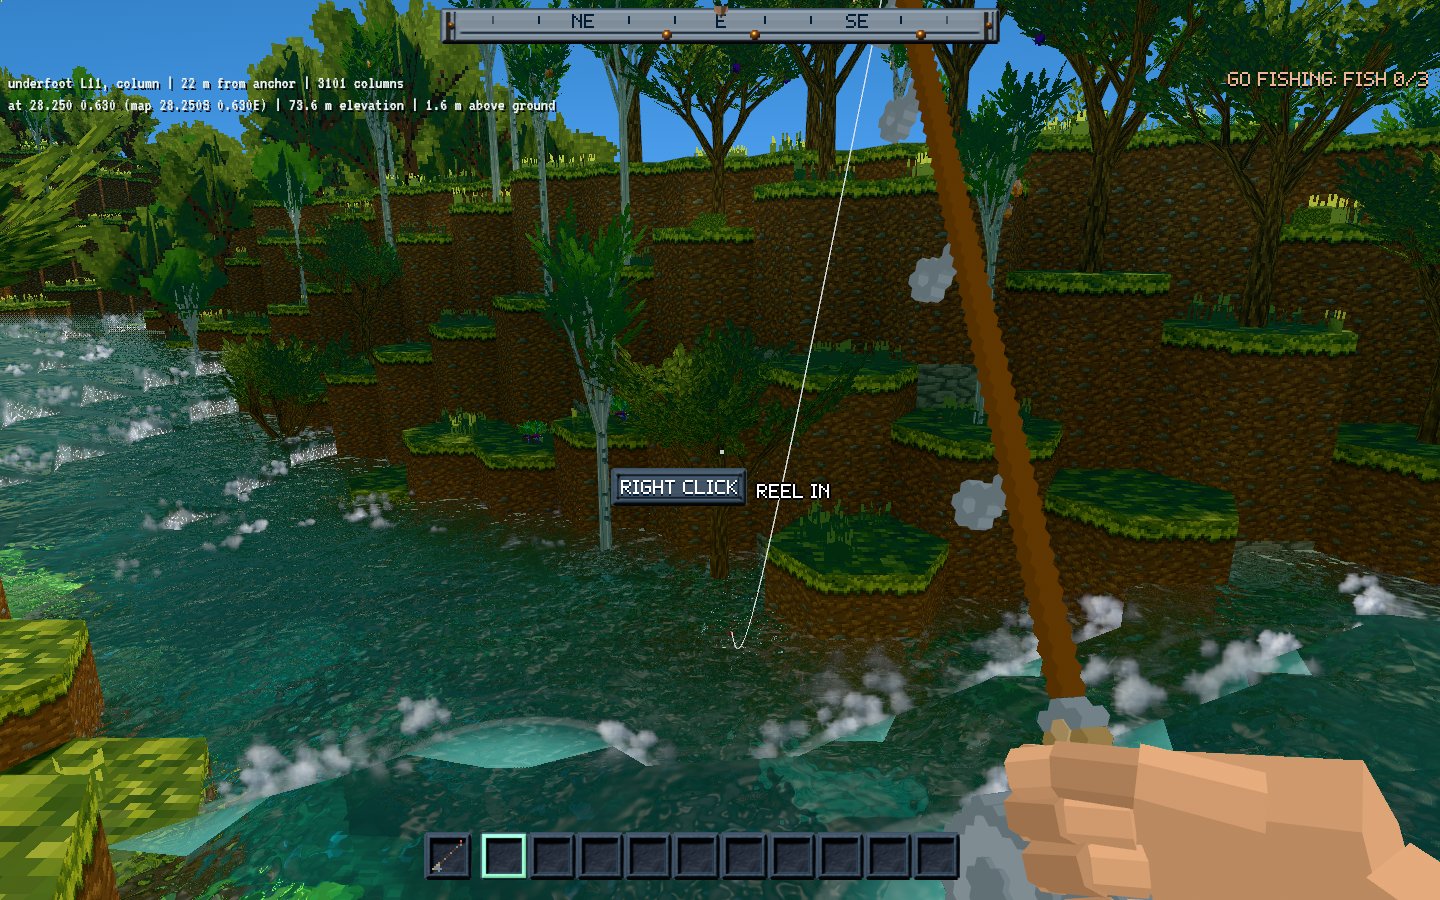 NE E SE
underfoot L11, column | 22 m from anchor | 3101 columns
at 28.250 0.630 (map 28.250S 0.630E) | 73.6 m elevation | 1.6 m above ground
GO FISHING: FISH 0/3
RIGHT CLICK REEL IN